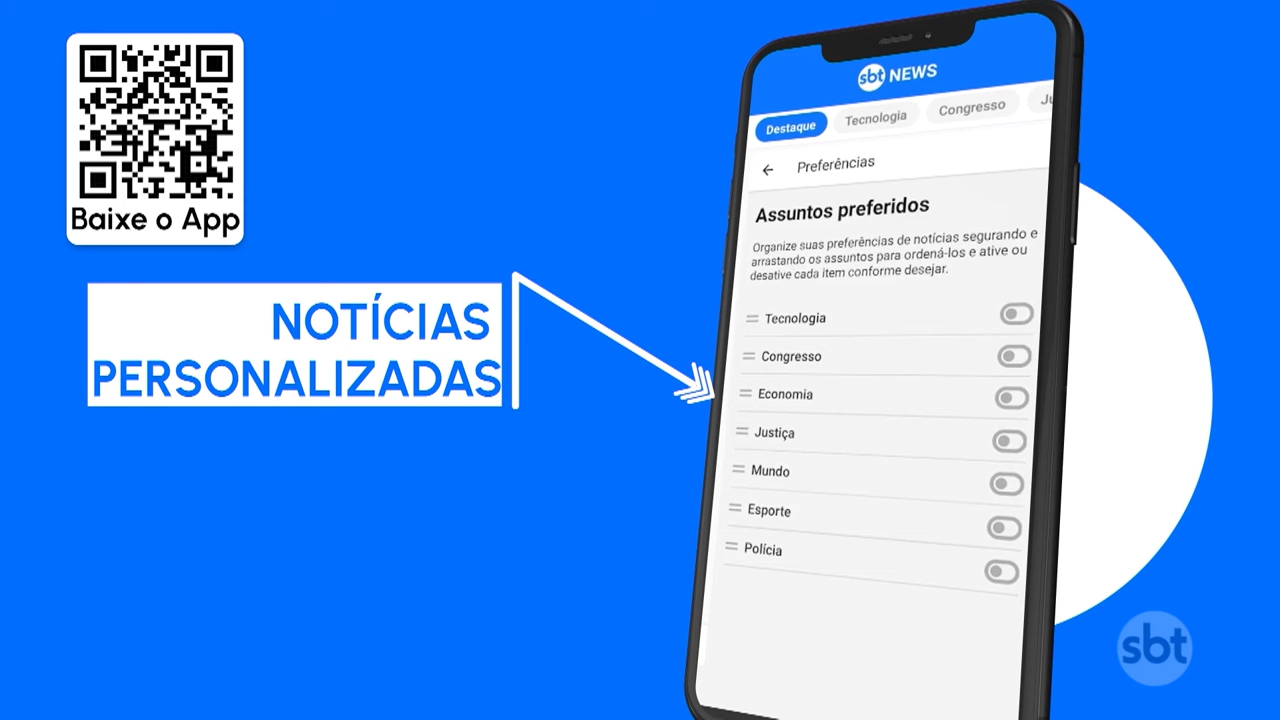 Baixe o App
NOTÍCIAS
PERSONALIZADAS
sbt NEWS
Destaque
Tecnologia
Congresso
Ju
Preferências
Assuntos preferidos
Organize suas preferências de notícias segurando e
arrastando os assuntos para ordená-los e ative ou
desative cada item conforme desejar.
Tecnologia
Congresso
Economia
Justiça
Mundo
Esporte
Polícia
sbt